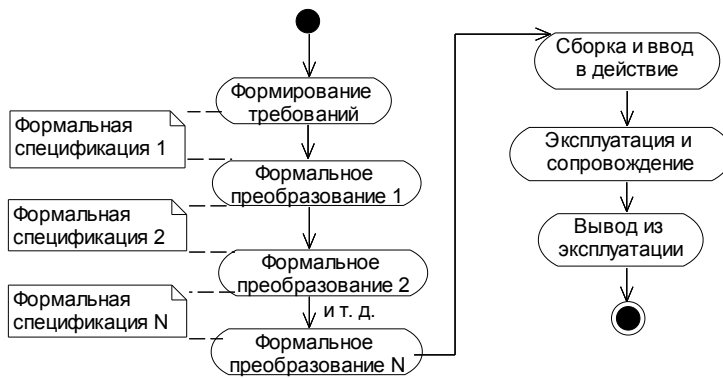 Формирование
требований
Формальная
спецификация 1
Формальное
преобразование 1
Формальная
спецификация 2
Формальное
преобразование 2
и т. д.
Формальная
спецификация N
Формальное
преобразование N
Сборка и ввод
в действие
Эксплуатация и
сопровождение
Вывод из
эксплуатации